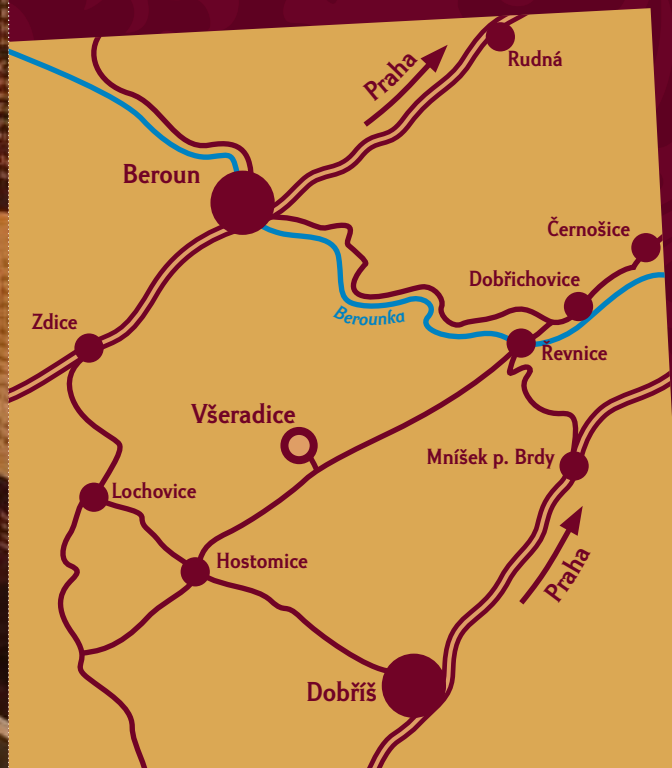 Praha
Rudná
Beroun
Černošice
Dobřichovice
Berounka
Zdice
Řevnice
Všeradice
Mníšek p. Brdy
Lochovice
Hostomice
Praha
Dobříš